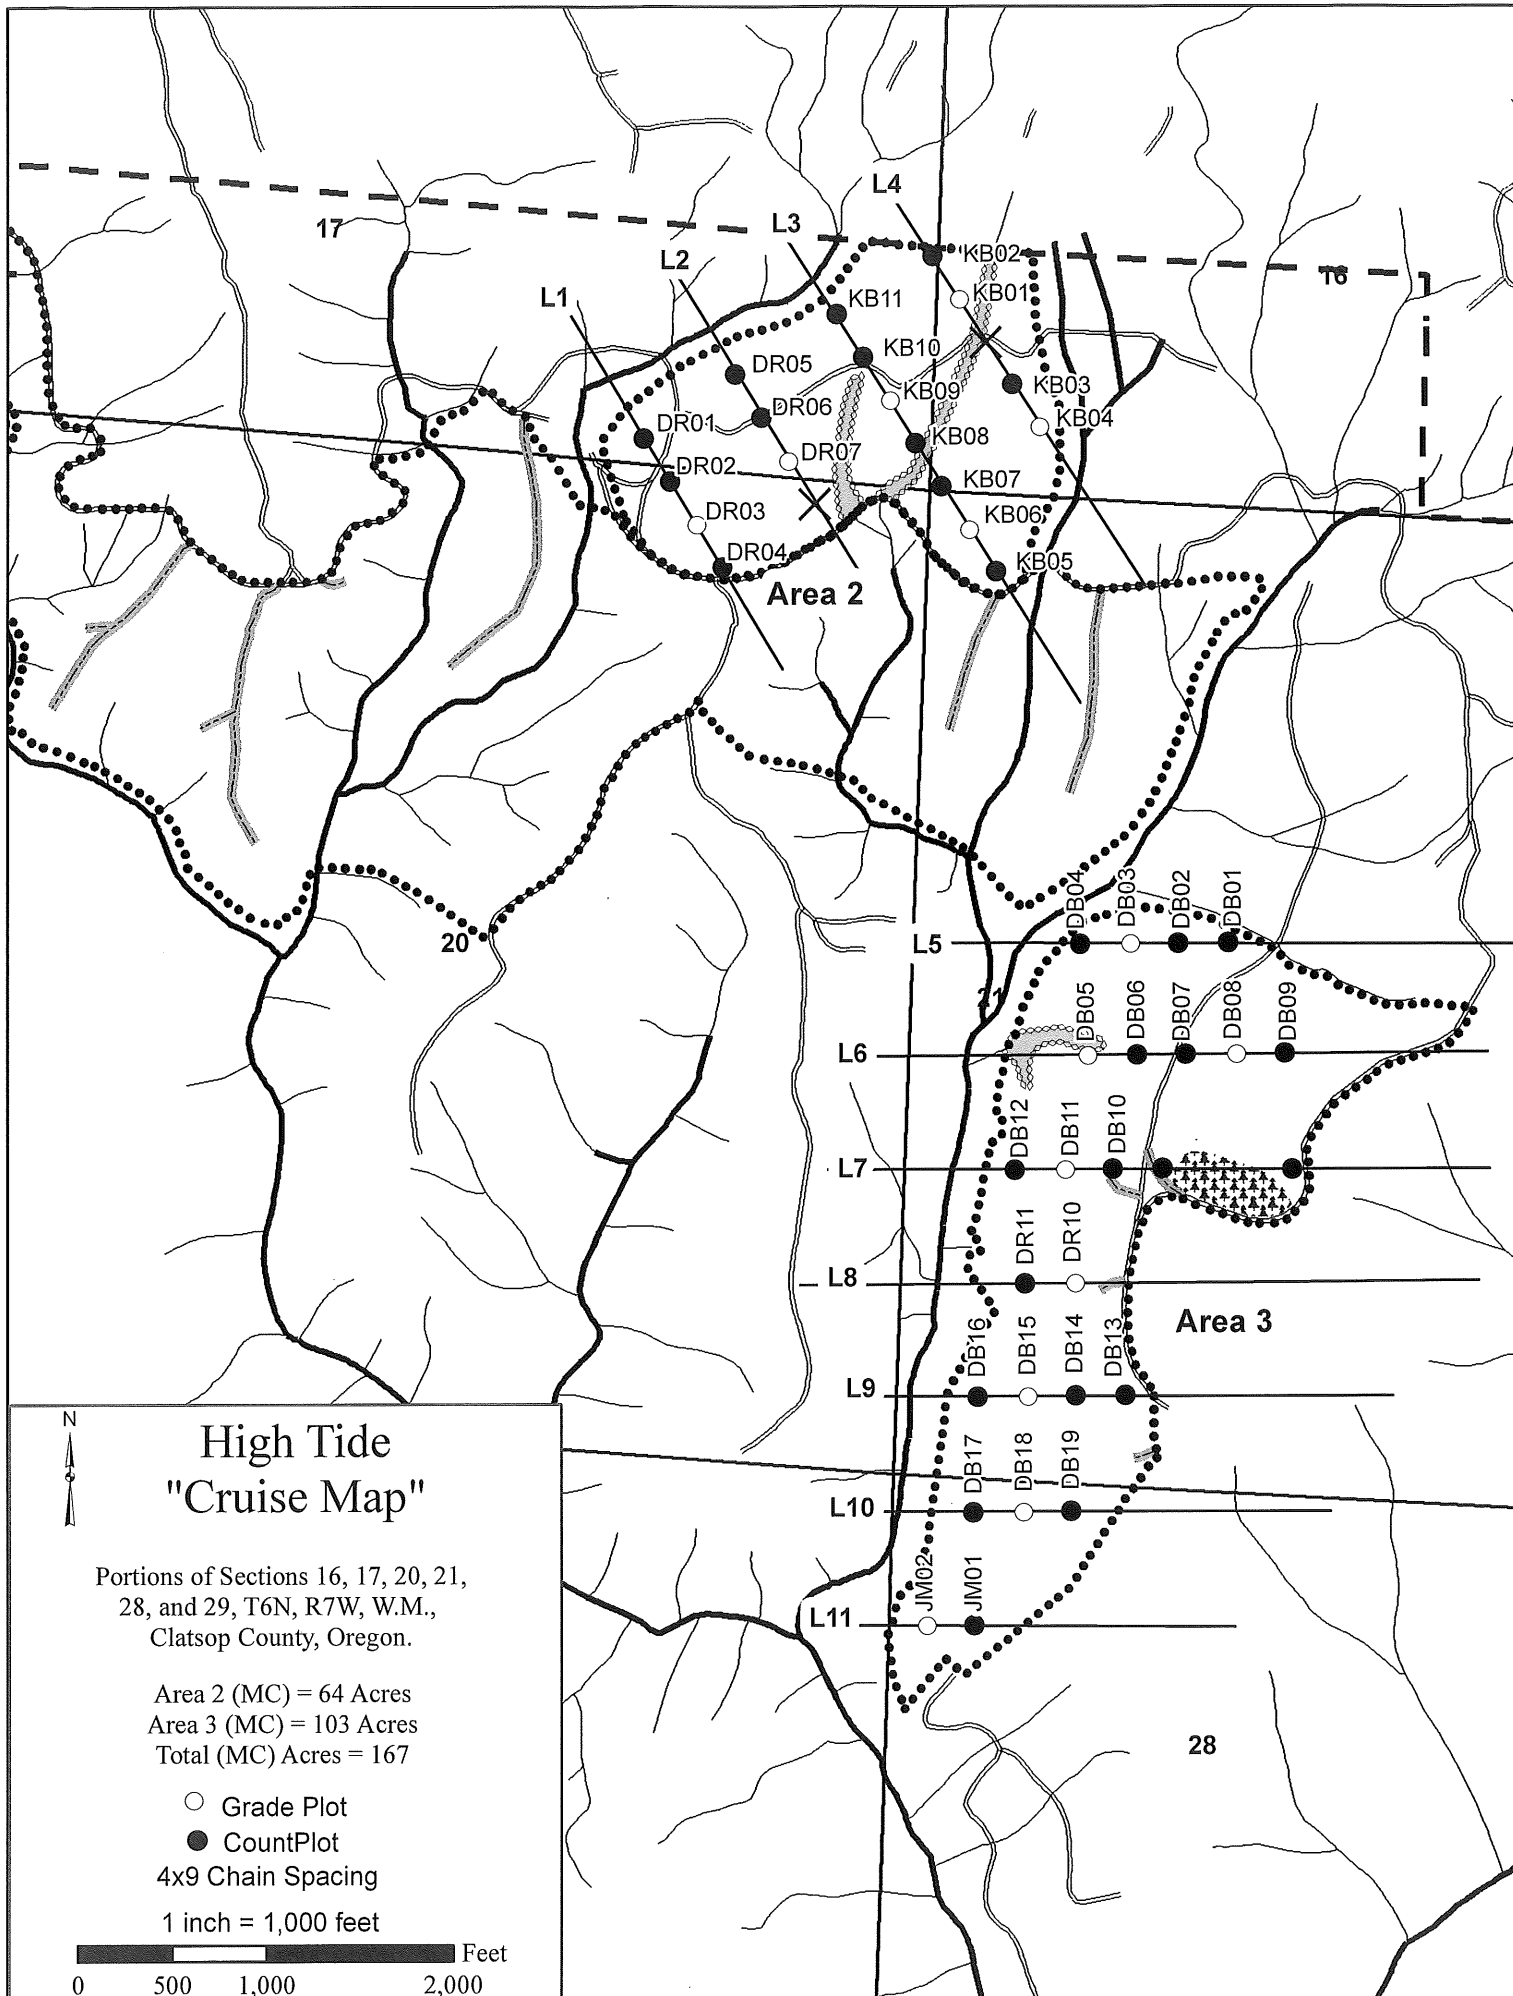 L4
17
L3
KB02
L2
16
KB01
L1
KB11
KB10
DR05
KB03
KB09
DR06
KB04
DR01
KB08
DR07
DR02
KB07
DR03
KB06
DR04
KB05
Area 2
DB04
DB03
DB02
DB01
20
L5
21
DB05
DB06
DB07
DB08
DB09
L6
DB12
DB11
DB10
L7
DR11
DR10
L8
Area 3
DB16
DB15
DB14
DB13
L9
DB17
DB18
DB19
L10
JM02
JM01
L11
28
N
High Tide
"Cruise Map"
Portions of Sections 16, 17, 20, 21,
28, and 29, T6N, R7W, W.M.,
Clatsop County, Oregon.
Area 2 (MC) = 64 Acres
Area 3 (MC) = 103 Acres
Total (MC) Acres = 167
Grade Plot
CountPlot
4x9 Chain Spacing
1 inch = 1,000 feet
Feet
0 500 1,000 2,000